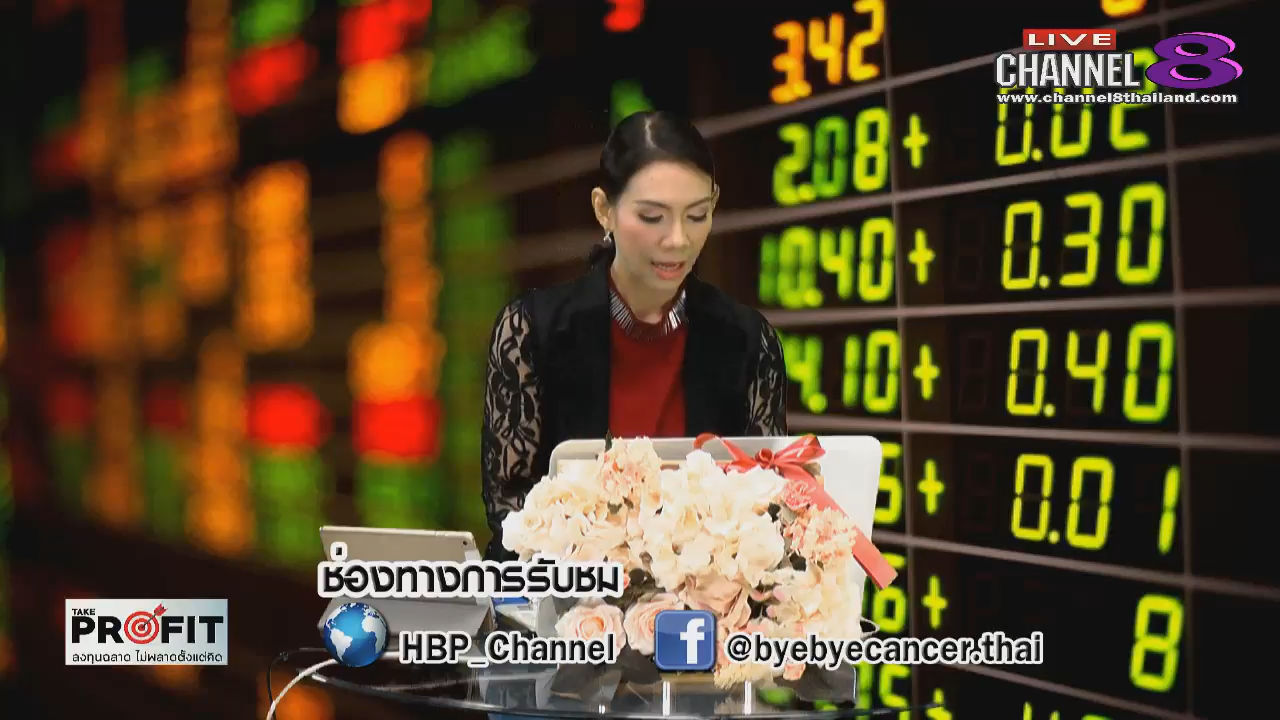 3.42
LIVE
CHANNEL 8
www.channel8thailand.com
2.08 + 0.02
10.40 + 0.30
4.10 + 0.40
+ 0.01
+
8
ช่องทางการรับชม
TAKE
PROFIT
ลงทุนฉลาด ไม่พลาดตั้งแต่คิด
HBP_Channel
f @byebyecancer.thai